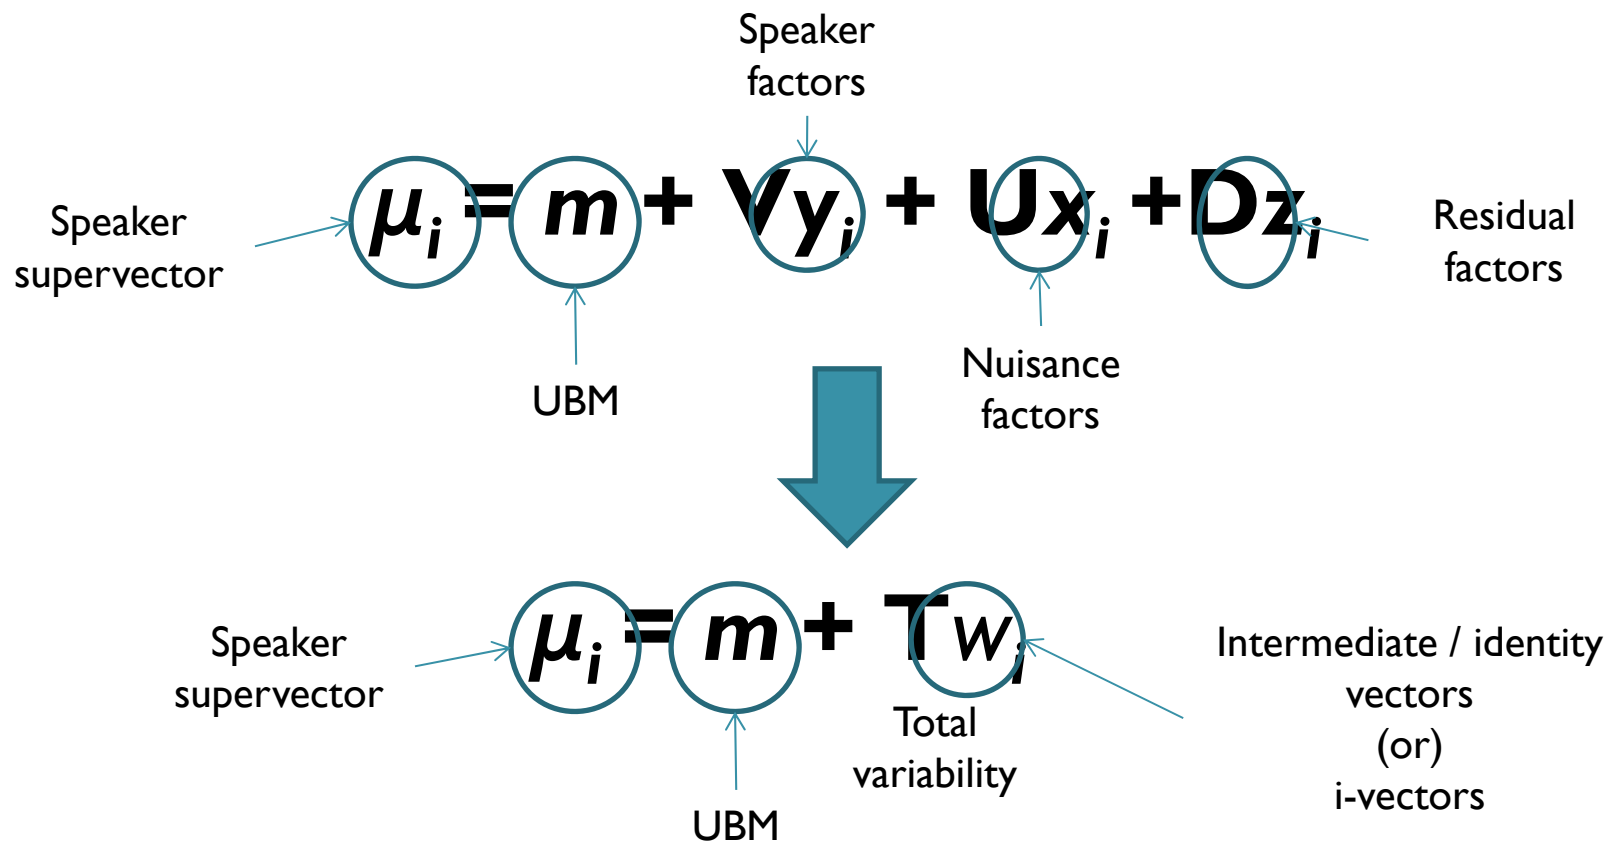 Speaker
factors
μᵢ = m + Vyᵢ + Uxᵢ + Dzᵢ
Speaker
supervector
Residual
factors
UBM
Nuisance
factors
μᵢ = m + Twᵢ
Speaker
supervector
Intermediate / identity
vectors
(or)
i-vectors
Total
variability
UBM